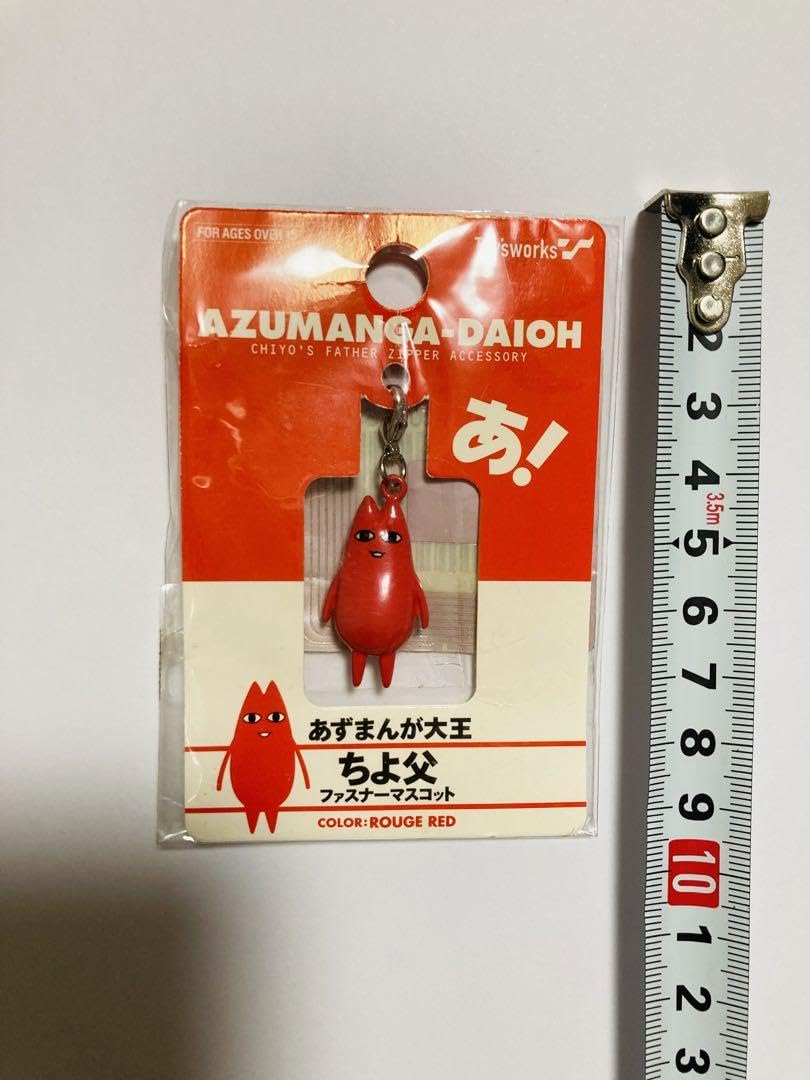 FOR AGES OVER 15
Toysworks
AZUMANGA-DAIOH
CHIYO'S FATHER ZIPPER ACCESSORY
あ!
あずまんが大王
ちよ父
ファスナーマスコット
COLOR: ROUGE RED
2
3
4
3.5m
5
6
7
8
9
10
1
2
3